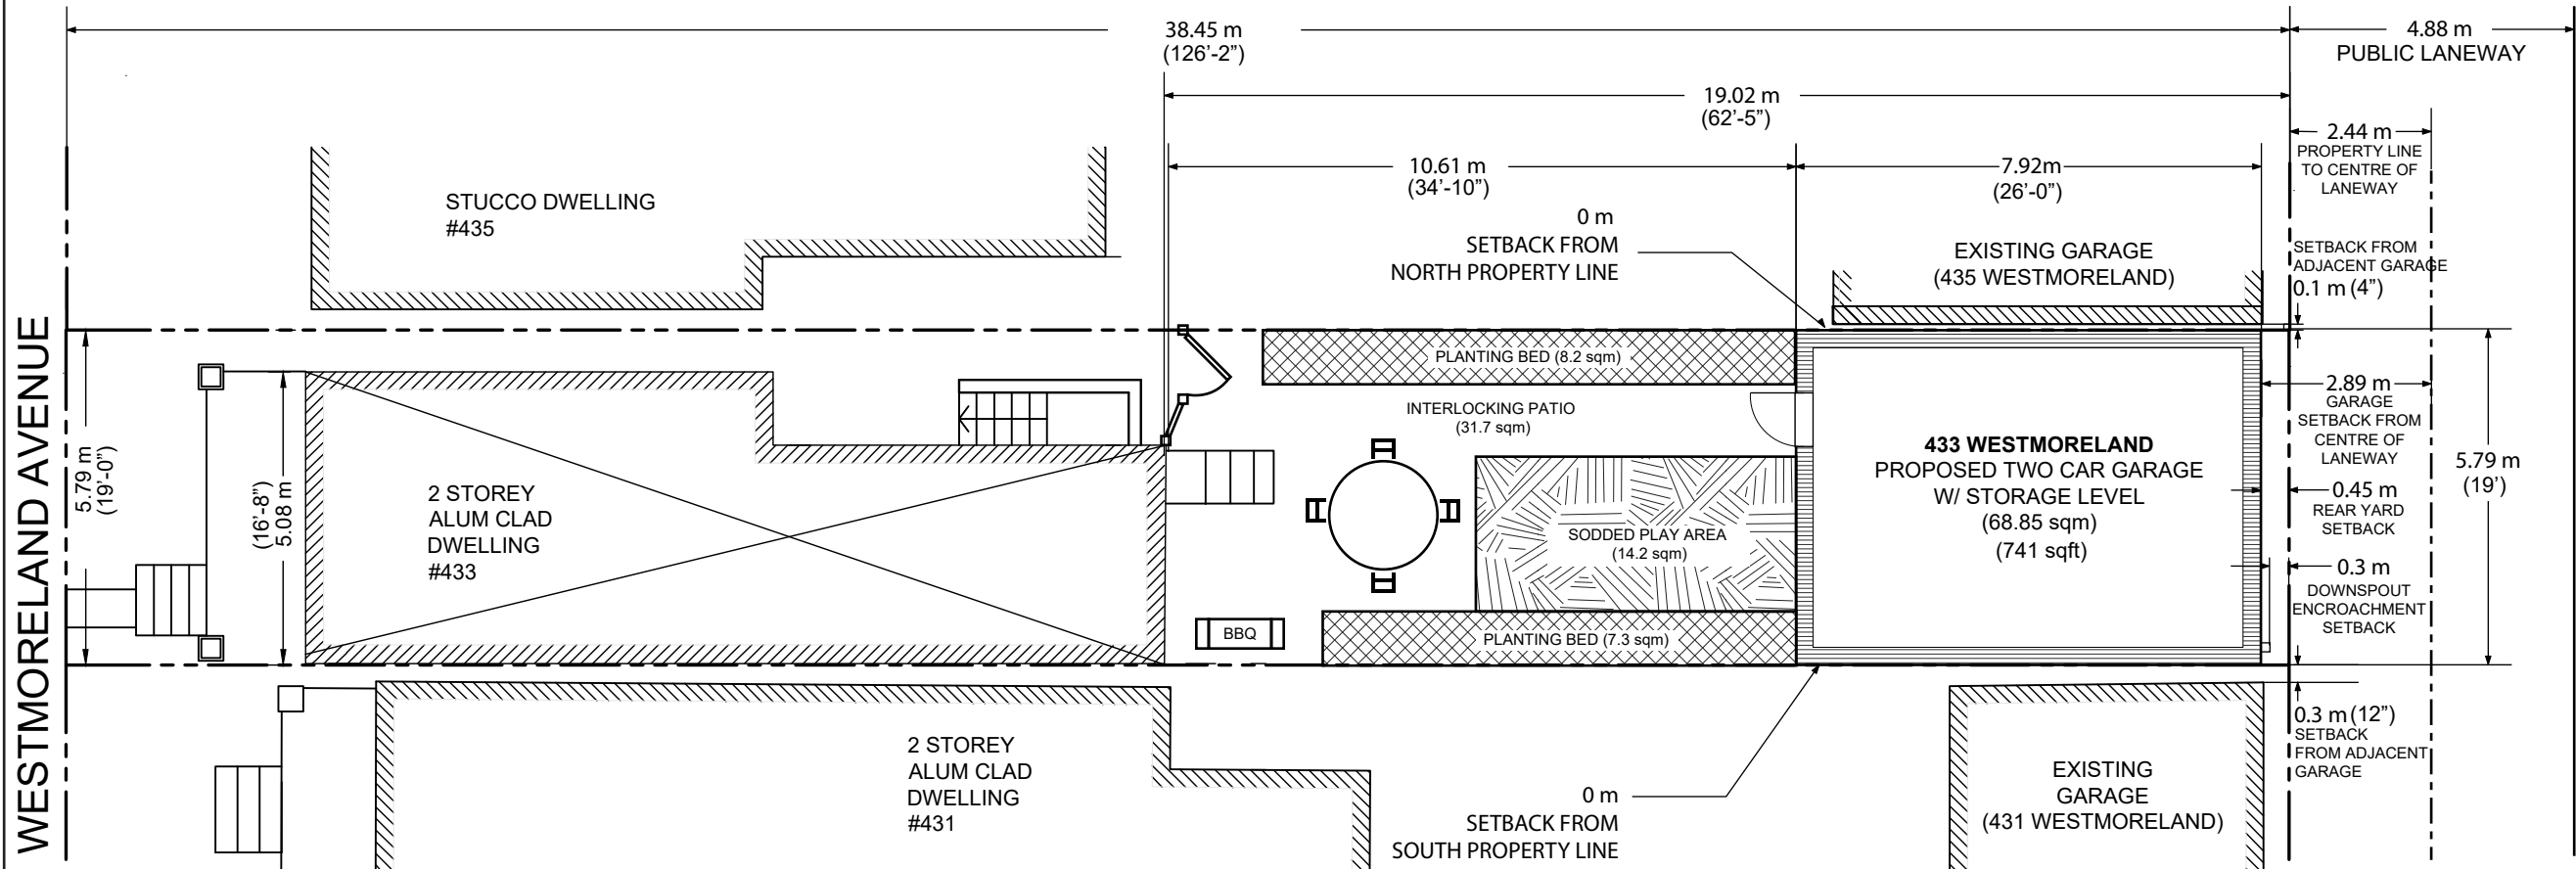 38.45 m
(126’-2”)
4.88 m
PUBLIC LANEWAY
19.02 m
(62’-5”)
2.44 m
PROPERTY LINE
TO CENTRE OF
LANEWAY
10.61 m
(34’-10”)
7.92m
(26’-0”)
STUCCO DWELLING
#435
0 m
SETBACK FROM
NORTH PROPERTY LINE
EXISTING GARAGE
(435 WESTMORELAND)
SETBACK FROM
ADJACENT GARAGE
0.1 m (4”)
WESTMORELAND AVENUE
5.79 m
(19’-0”)
(16’-8”)
5.08 m
2 STOREY
ALUM CLAD
DWELLING
#433
PLANTING BED (8.2 sqm)
INTERLOCKING PATIO
(31.7 sqm)
SODDED PLAY AREA
(14.2 sqm)
BBQ
PLANTING BED (7.3 sqm)
433 WESTMORELAND
PROPOSED TWO CAR GARAGE
W/ STORAGE LEVEL
(68.85 sqm)
(741 sqft)
2.89 m
GARAGE
SETBACK FROM
CENTRE OF
LANEWAY
5.79 m
(19’)
0.45 m
REAR YARD
SETBACK
0.3 m
DOWNSPOUT
ENCROACHMENT
SETBACK
0.3 m (12”)
SETBACK
FROM ADJACENT
GARAGE
2 STOREY
ALUM CLAD
DWELLING
#431
0 m
SETBACK FROM
SOUTH PROPERTY LINE
EXISTING
GARAGE
(431 WESTMORELAND)